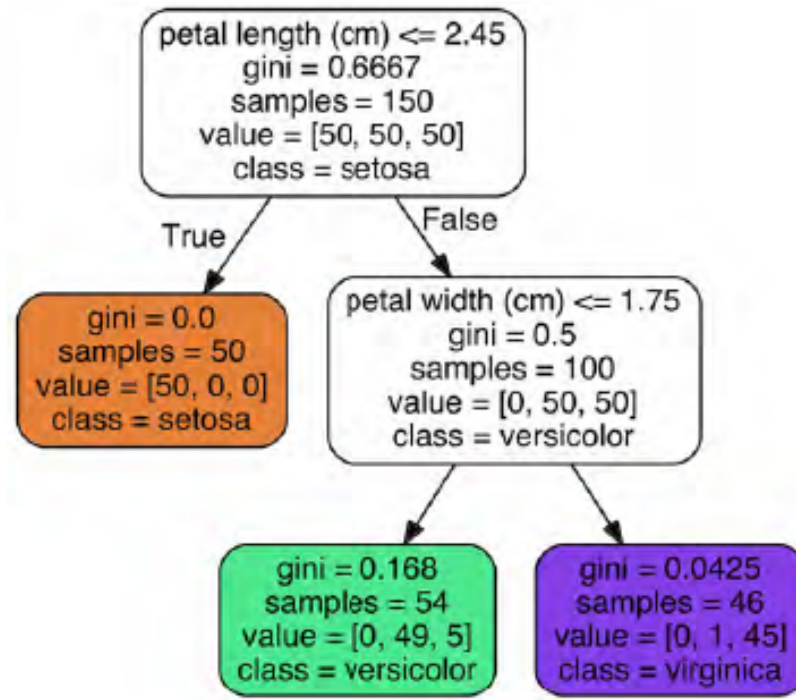 petal length (cm) <= 2.45
gini = 0.6667
samples = 150
value = [50, 50, 50]
class = setosa
True
False
gini = 0.0
samples = 50
value = [50, 0, 0]
class = setosa
petal width (cm) <= 1.75
gini = 0.5
samples = 100
value = [0, 50, 50]
class = versicolor
gini = 0.168
samples = 54
value = [0, 49, 5]
class = versicolor
gini = 0.0425
samples = 46
value = [0, 1, 45]
class = virginica